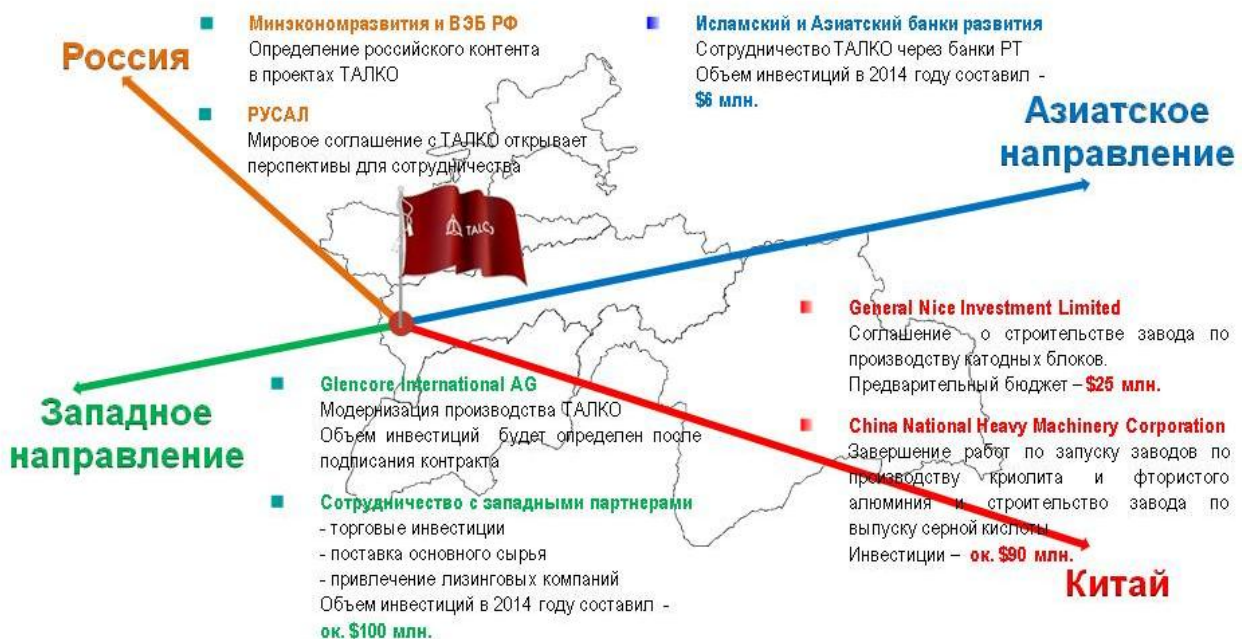 Россия
Минэкономразвития и ВЭБ РФ
Определение российского контента
в проектах ТАЛКО
РУСАЛ
Мировое соглашение с ТАЛКО открывает
перспективы для сотрудничества
Исламский и Азиатский банки развития
Сотрудничество ТАЛКО через банки РТ
Объем инвестиций в 2014 году составил -
$6 млн.
Азиатское
направление
TALCO
Западное
направление
Glencore International AG
Модернизация производства ТАЛКО
Объем инвестиций будет определен после
подписания контракта
Сотрудничество с западными партнерами
- торговые инвестиции
- поставка основного сырья
- привлечение лизинговых компаний
Объем инвестиций в 2014 году составил -
ок. $100 млн.
General Nice Investment Limited
Соглашение о строительстве завода по
производству катодных блоков.
Предварительный бюджет – $25 млн.
China National Heavy Machinery Corporation
Завершение работ по запуску заводов по
производству криолита и фтористого
алюминия и строительство завода по
выпуску серной кислоты
Инвестиции – ок. $90 млн.
Китай